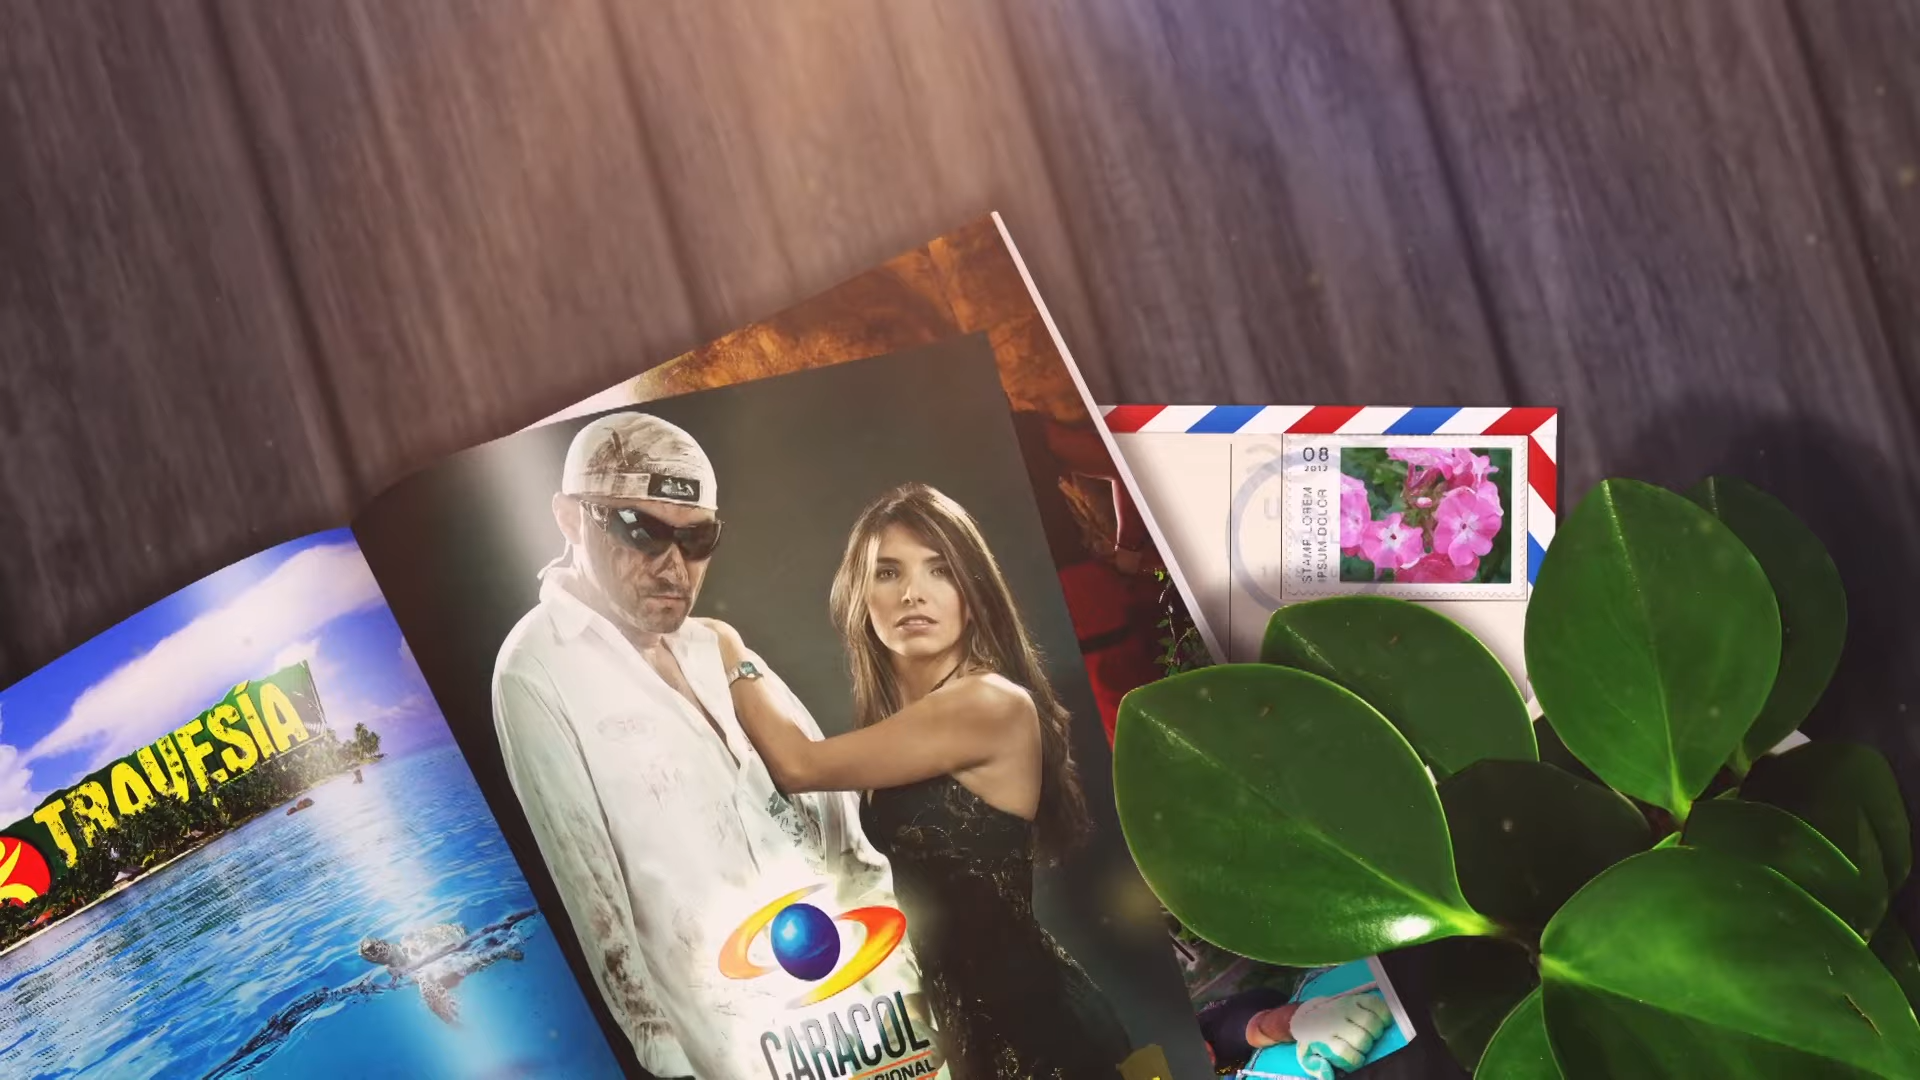 TRAVESÍA
08
2012
STAMP LOREM
IPSUM DOLOR
CARACOL